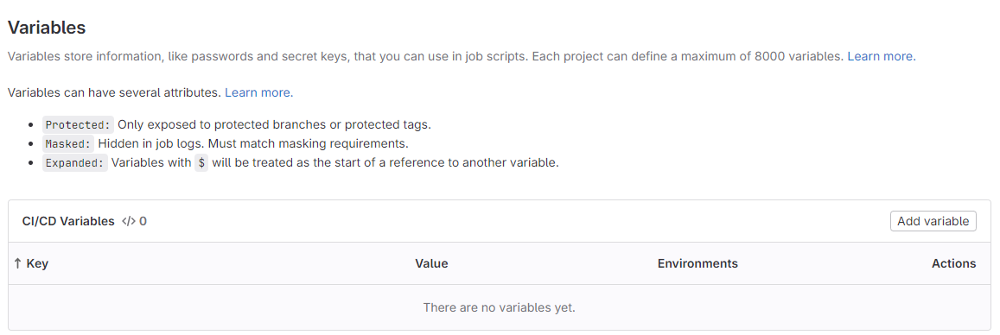 Variables
Variables store information, like passwords and secret keys, that you can use in job scripts. Each project can define a maximum of 8000 variables. Learn more.
Variables can have several attributes. Learn more.
Protected: Only exposed to protected branches or protected tags.
Masked: Hidden in job logs. Must match masking requirements.
Expanded: Variables with $ will be treated as the start of a reference to another variable.
CI/CD Variables </> 0 Add variable
↑ Key Value Environments Actions
There are no variables yet.